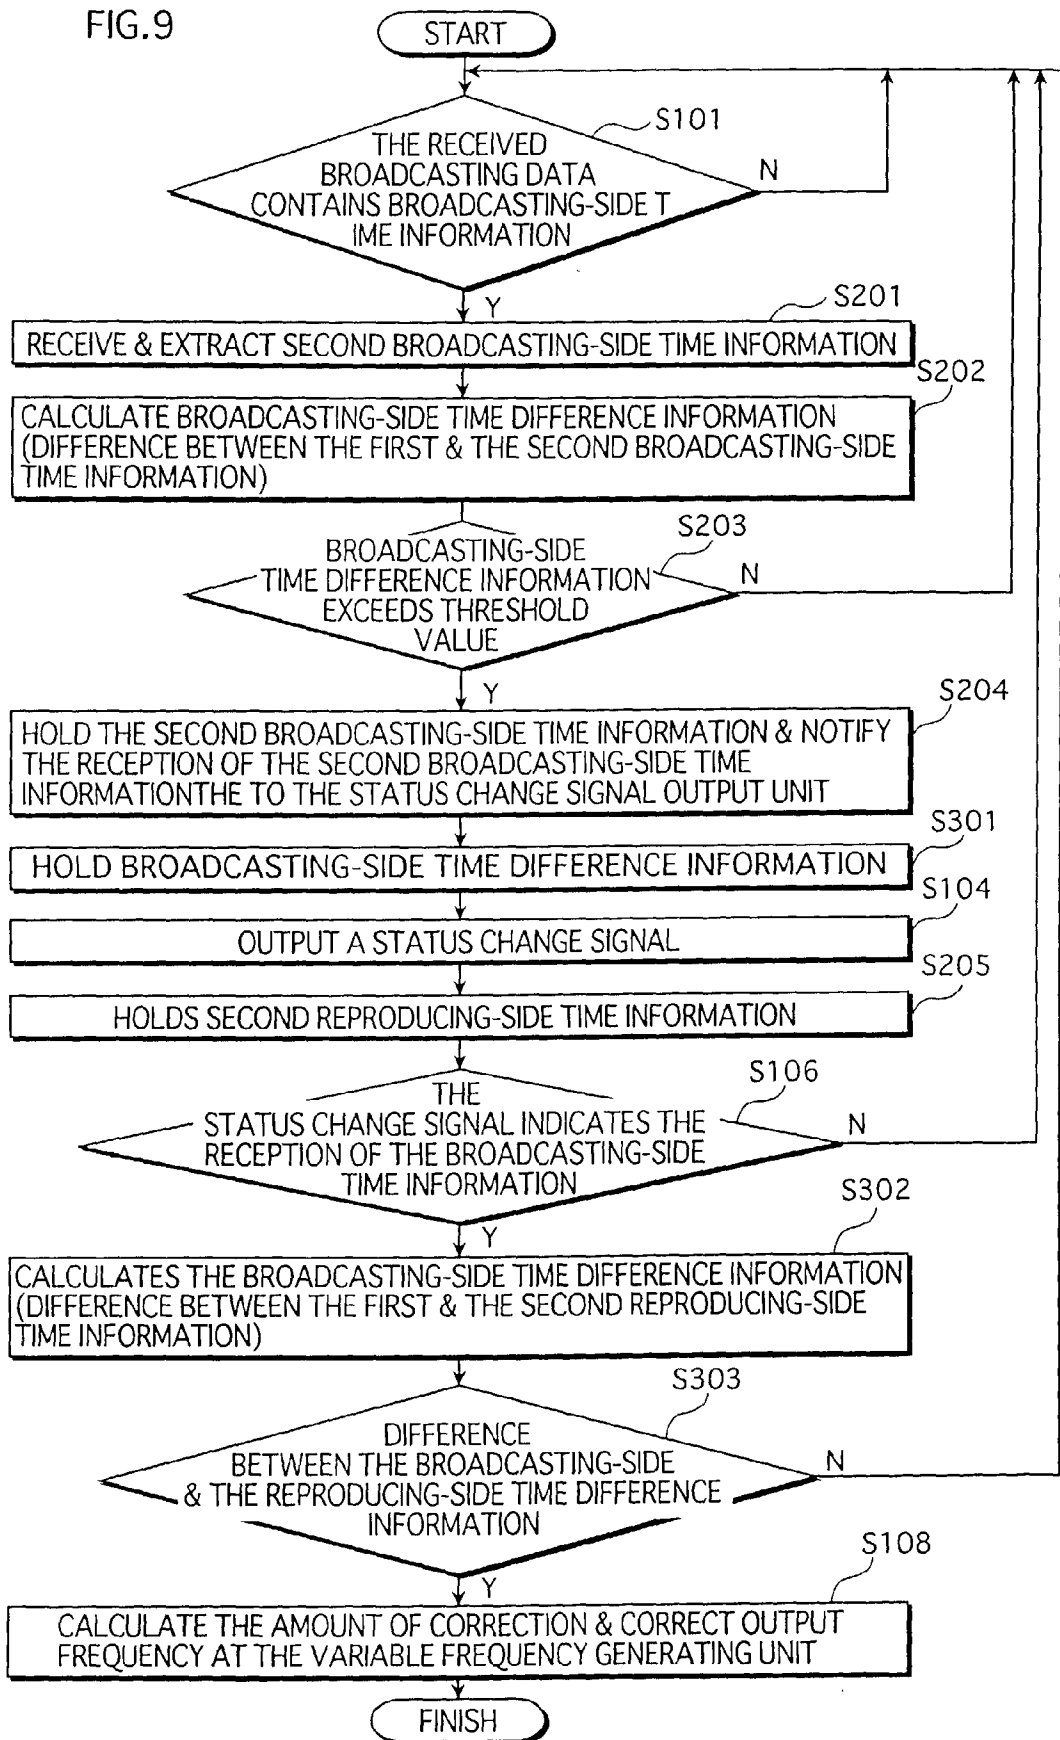 FIG.9
START
S101
THE RECEIVED
BROADCASTING DATA
CONTAINS BROADCASTING-SIDE T
IME INFORMATION
N
Y
S201
RECEIVE & EXTRACT SECOND BROADCASTING-SIDE TIME INFORMATION
S202
CALCULATE BROADCASTING-SIDE TIME DIFFERENCE INFORMATION
(DIFFERENCE BETWEEN THE FIRST & THE SECOND BROADCASTING-SIDE
TIME INFORMATION)
S203
BROADCASTING-SIDE
TIME DIFFERENCE INFORMATION
EXCEEDS THRESHOLD
VALUE
N
Y
S204
HOLD THE SECOND BROADCASTING-SIDE TIME INFORMATION & NOTIFY
THE RECEPTION OF THE SECOND BROADCASTING-SIDE TIME
INFORMATIONTHE TO THE STATUS CHANGE SIGNAL OUTPUT UNIT
S301
HOLD BROADCASTING-SIDE TIME DIFFERENCE INFORMATION
S104
OUTPUT A STATUS CHANGE SIGNAL
S205
HOLDS SECOND REPRODUCING-SIDE TIME INFORMATION
S106
THE
STATUS CHANGE SIGNAL INDICATES THE
RECEPTION OF THE BROADCASTING-SIDE
TIME INFORMATION
N
Y
S302
CALCULATES THE BROADCASTING-SIDE TIME DIFFERENCE INFORMATION
(DIFFERENCE BETWEEN THE FIRST & THE SECOND REPRODUCING-SIDE
TIME INFORMATION)
S303
DIFFERENCE
BETWEEN THE BROADCASTING-SIDE
& THE REPRODUCING-SIDE TIME DIFFERENCE
INFORMATION
N
Y
S108
CALCULATE THE AMOUNT OF CORRECTION & CORRECT OUTPUT
FREQUENCY AT THE VARIABLE FREQUENCY GENERATING UNIT
FINISH